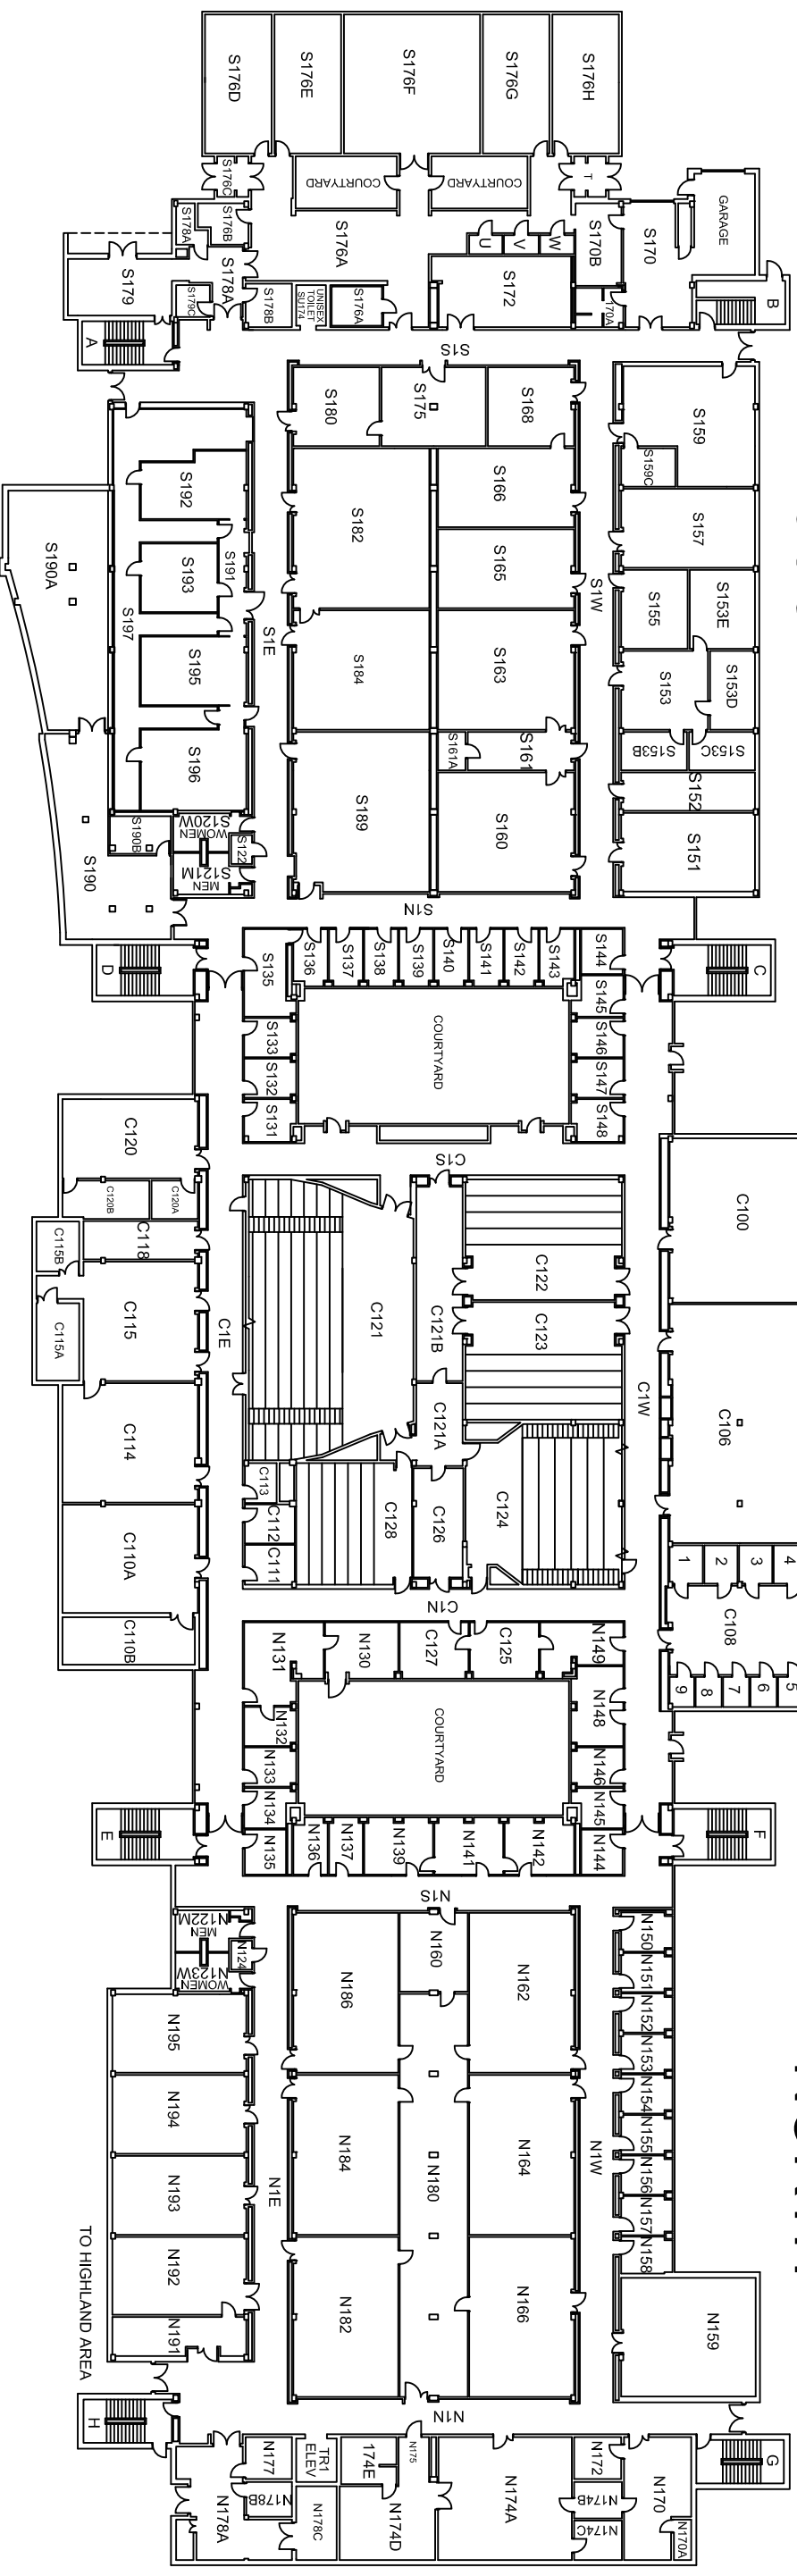 S176D
S176E
S176F
S176G
S176H
S176C
COURTYARD
COURTYARD
T
GARAGE
S178A
S176B
S176A
U
V
W
S170B
S170
S179
S178A
S179C
S178B
UNISEX
TOILET
SU174
S176A
S172
170A
B
A
S1S
S180
S175
S168
S159
S159C
S192
S182
S166
S157
S190A
S193
S191
S165
S1W
S155
S153E
S197
S1E
S195
S184
S163
S153
S153D
S196
S161A
S161
S153B
S153C
S152
S189
S160
S151
S190
S190B
S120W
WOMEN
S122
S121M
MEN
S1N
D
S135
S136
S137
S138
S139
S140
S141
S142
S143
S144
C
S145
S133
COURTYARD
S146
S132
S147
S131
S148
C120
C1S
C120B
C120A
C100
C115B
C118
C122
C115
C1E
C121
C121B
C123
C115A
C1W
C106
C114
C121A
C113
C128
C126
C124
C110A
C112
C111
1
2
3
4
C110B
C1N
C108
N131
N130
C127
C125
N149
9
8
7
6
5
N132
COURTYARD
N148
N133
N146
N134
N145
E
N135
N136
N137
N139
N141
N142
N144
F
N1S
N122M
MEN
N124
N123W
WOMEN
N160
N150
N186
N162
N151
N195
N152
N153
N194
N154
N184
N164
N1W
N155
N193
N1E
N180
N156
N157
N192
N158
TO HIGHLAND AREA
N191
N182
N166
N159
H
N1N
N177
TR1
ELEV
174E
N175
N174A
N172
N170
G
N178A
N178B
N178C
N174D
N174B
N174C
N170A